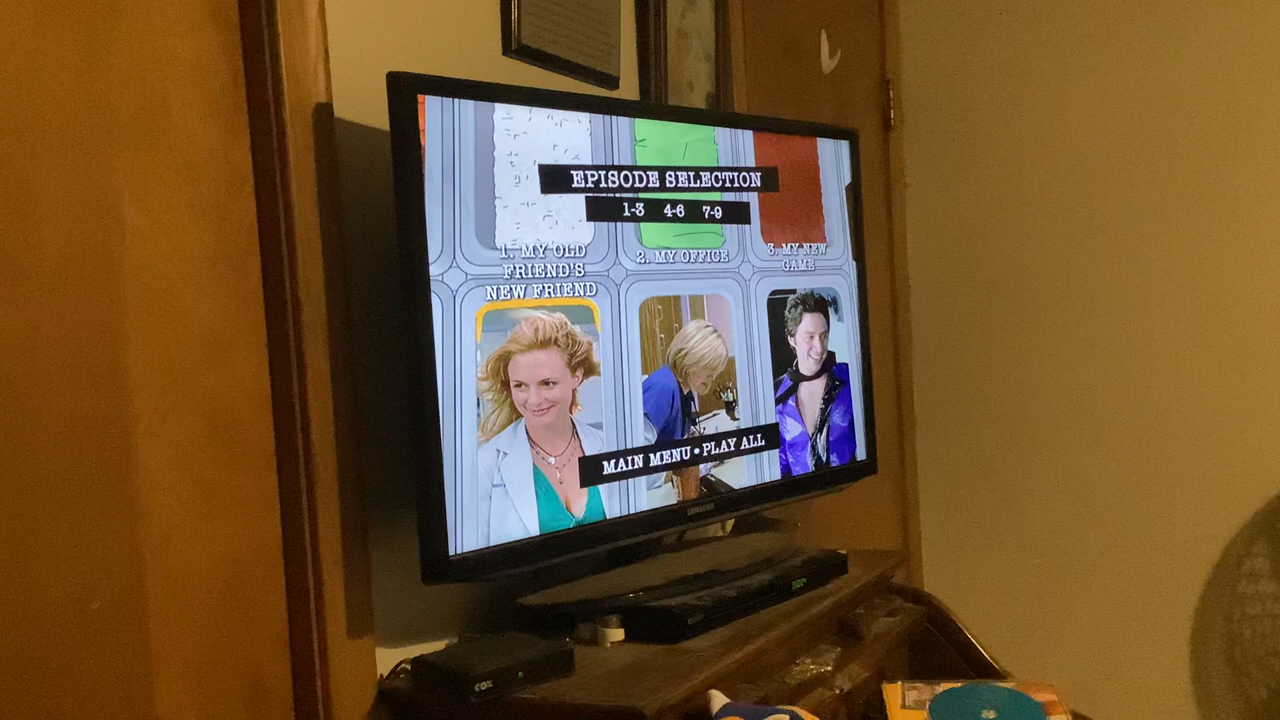 EPISODE SELECTION
1-3 4-6 7-9
1. MY OLD
FRIEND'S
NEW FRIEND
2. MY OFFICE
3. MY NEW
GAME
MAIN MENU • PLAY ALL
SAMSUNG
COX